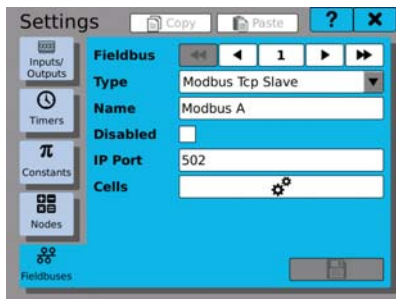 Settings
Copy
Paste
?
Inputs/
Outputs
Timers
π
Constants
Nodes
Fieldbuses
Fieldbus
1
Type
Modbus Tcp Slave
Name
Modbus A
Disabled
IP Port
502
Cells